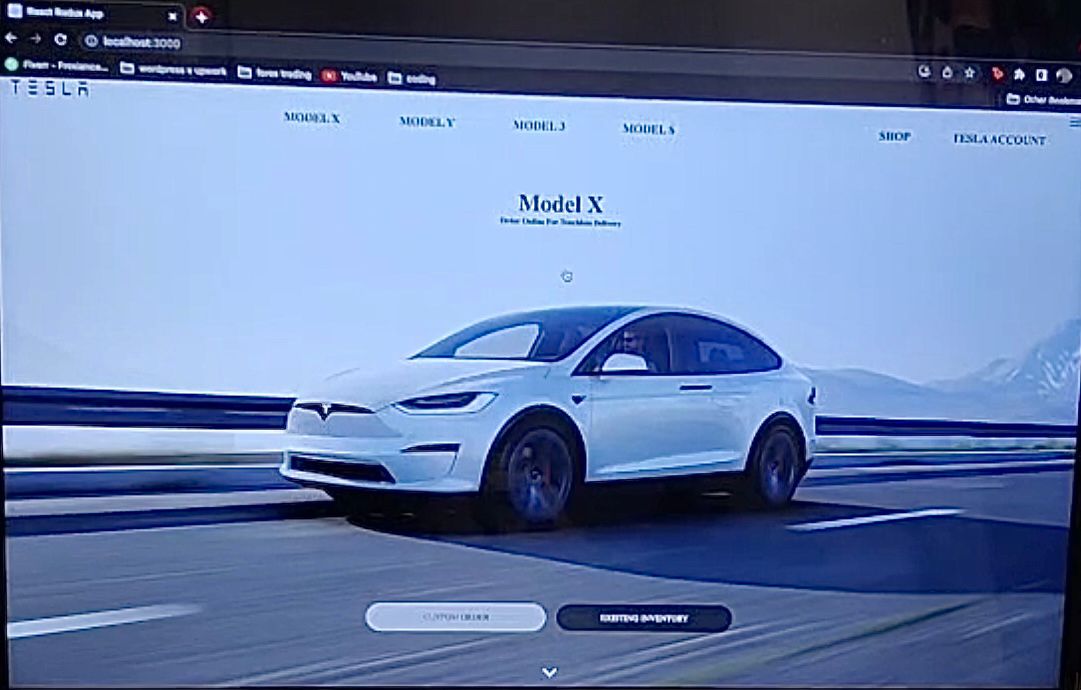 React Redux App
localhost:3000
Fiverr - Freelance... wordpress x upwork forex trading YouTube coding
Other Bookmar
TESLA
MODEL X MODEL Y MODEL 3 MODEL S SHOP TESLA ACCOUNT
Model X
Order Online For Touchless Delivery
CUSTOM ORDER EXISTING INVENTORY